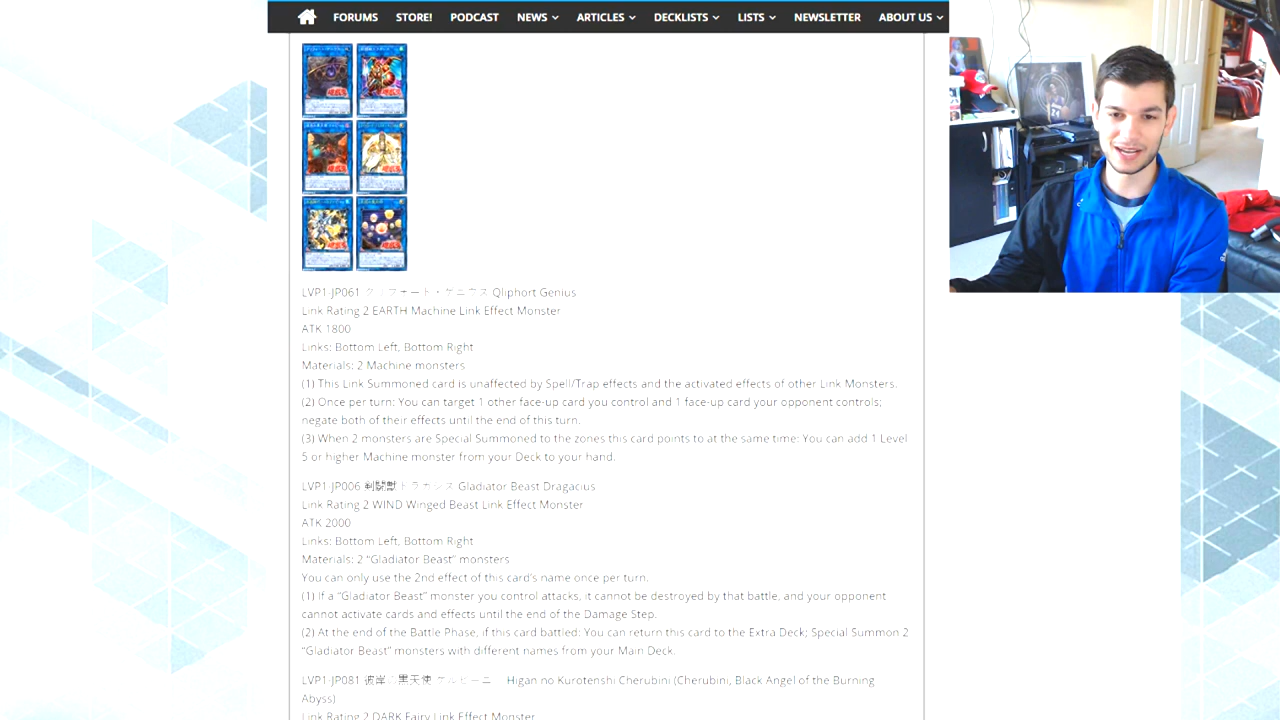 FORUMS STORE! PODCAST NEWS ARTICLES DECKLISTS LISTS NEWSLETTER ABOUT US
LVP1-JP061 クリフォート・ゲニウス Qliphort Genius
Link Rating 2 EARTH Machine Link Effect Monster
ATK 1800
Links: Bottom Left, Bottom Right
Materials: 2 Machine monsters
(1) This Link Summoned card is unaffected by Spell/Trap effects and the activated effects of other Link Monsters.
(2) Once per turn: You can target 1 other face-up card you control and 1 face-up card your opponent controls;
negate both of their effects until the end of this turn.
(3) When 2 monsters are Special Summoned to the zones this card points to at the same time: You can add 1 Level
5 or higher Machine monster from your Deck to your hand.
LVP1-JP006 剣闘獣ドラガシス Gladiator Beast Dragacius
Link Rating 2 WIND Winged Beast Link Effect Monster
ATK 2000
Links: Bottom Left, Bottom Right
Materials: 2 “Gladiator Beast” monsters
You can only use the 2nd effect of this card’s name once per turn.
(1) If a “Gladiator Beast” monster you control attacks, it cannot be destroyed by that battle, and your opponent
cannot activate cards and effects until the end of the Damage Step.
(2) At the end of the Battle Phase, if this card battled: You can return this card to the Extra Deck; Special Summon 2
“Gladiator Beast” monsters with different names from your Main Deck.
LVP1-JP081 彼岸の黒天使 ケルビーニ Higan no Kurotenshi Cherubini (Cherubini, Black Angel of the Burning
Abyss)
Link Rating 2 DARK Fairy Link Effect Monster